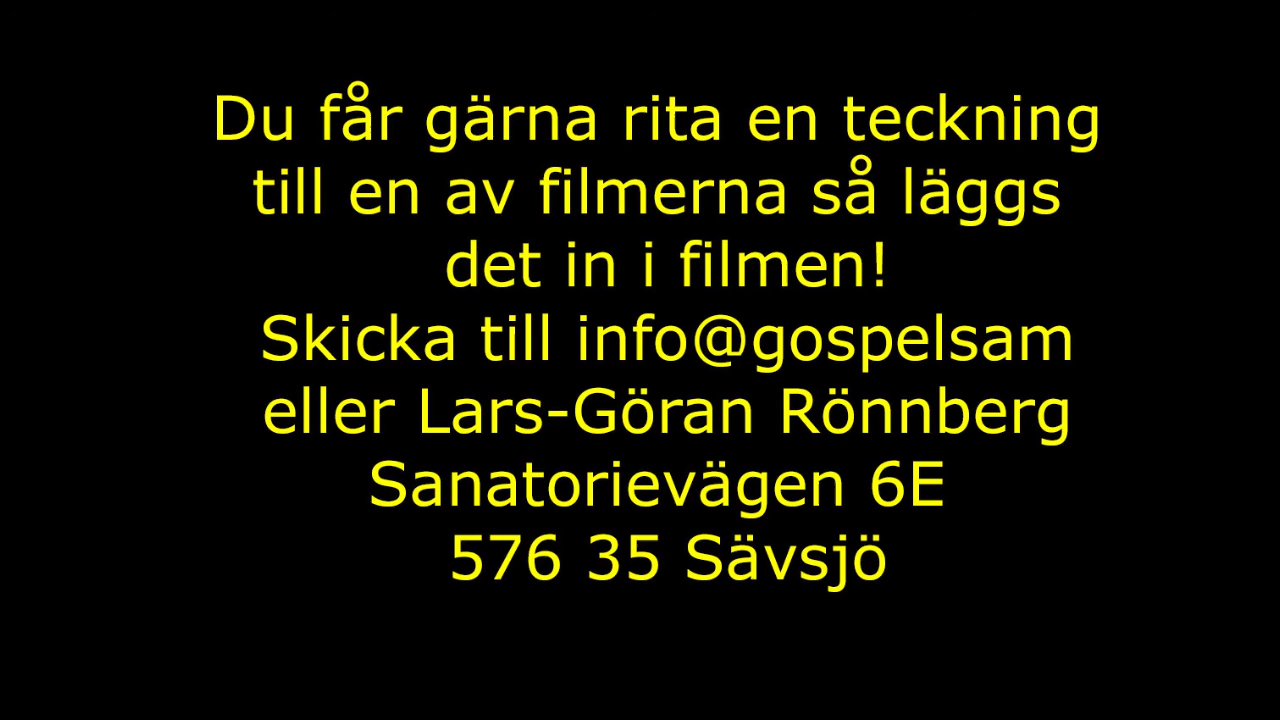 Du får gärna rita en teckning
till en av filmerna så läggs
det in i filmen!
Skicka till info@gospelsam
eller Lars-Göran Rönnberg
Sanatorievägen 6E
576 35 Sävsjö